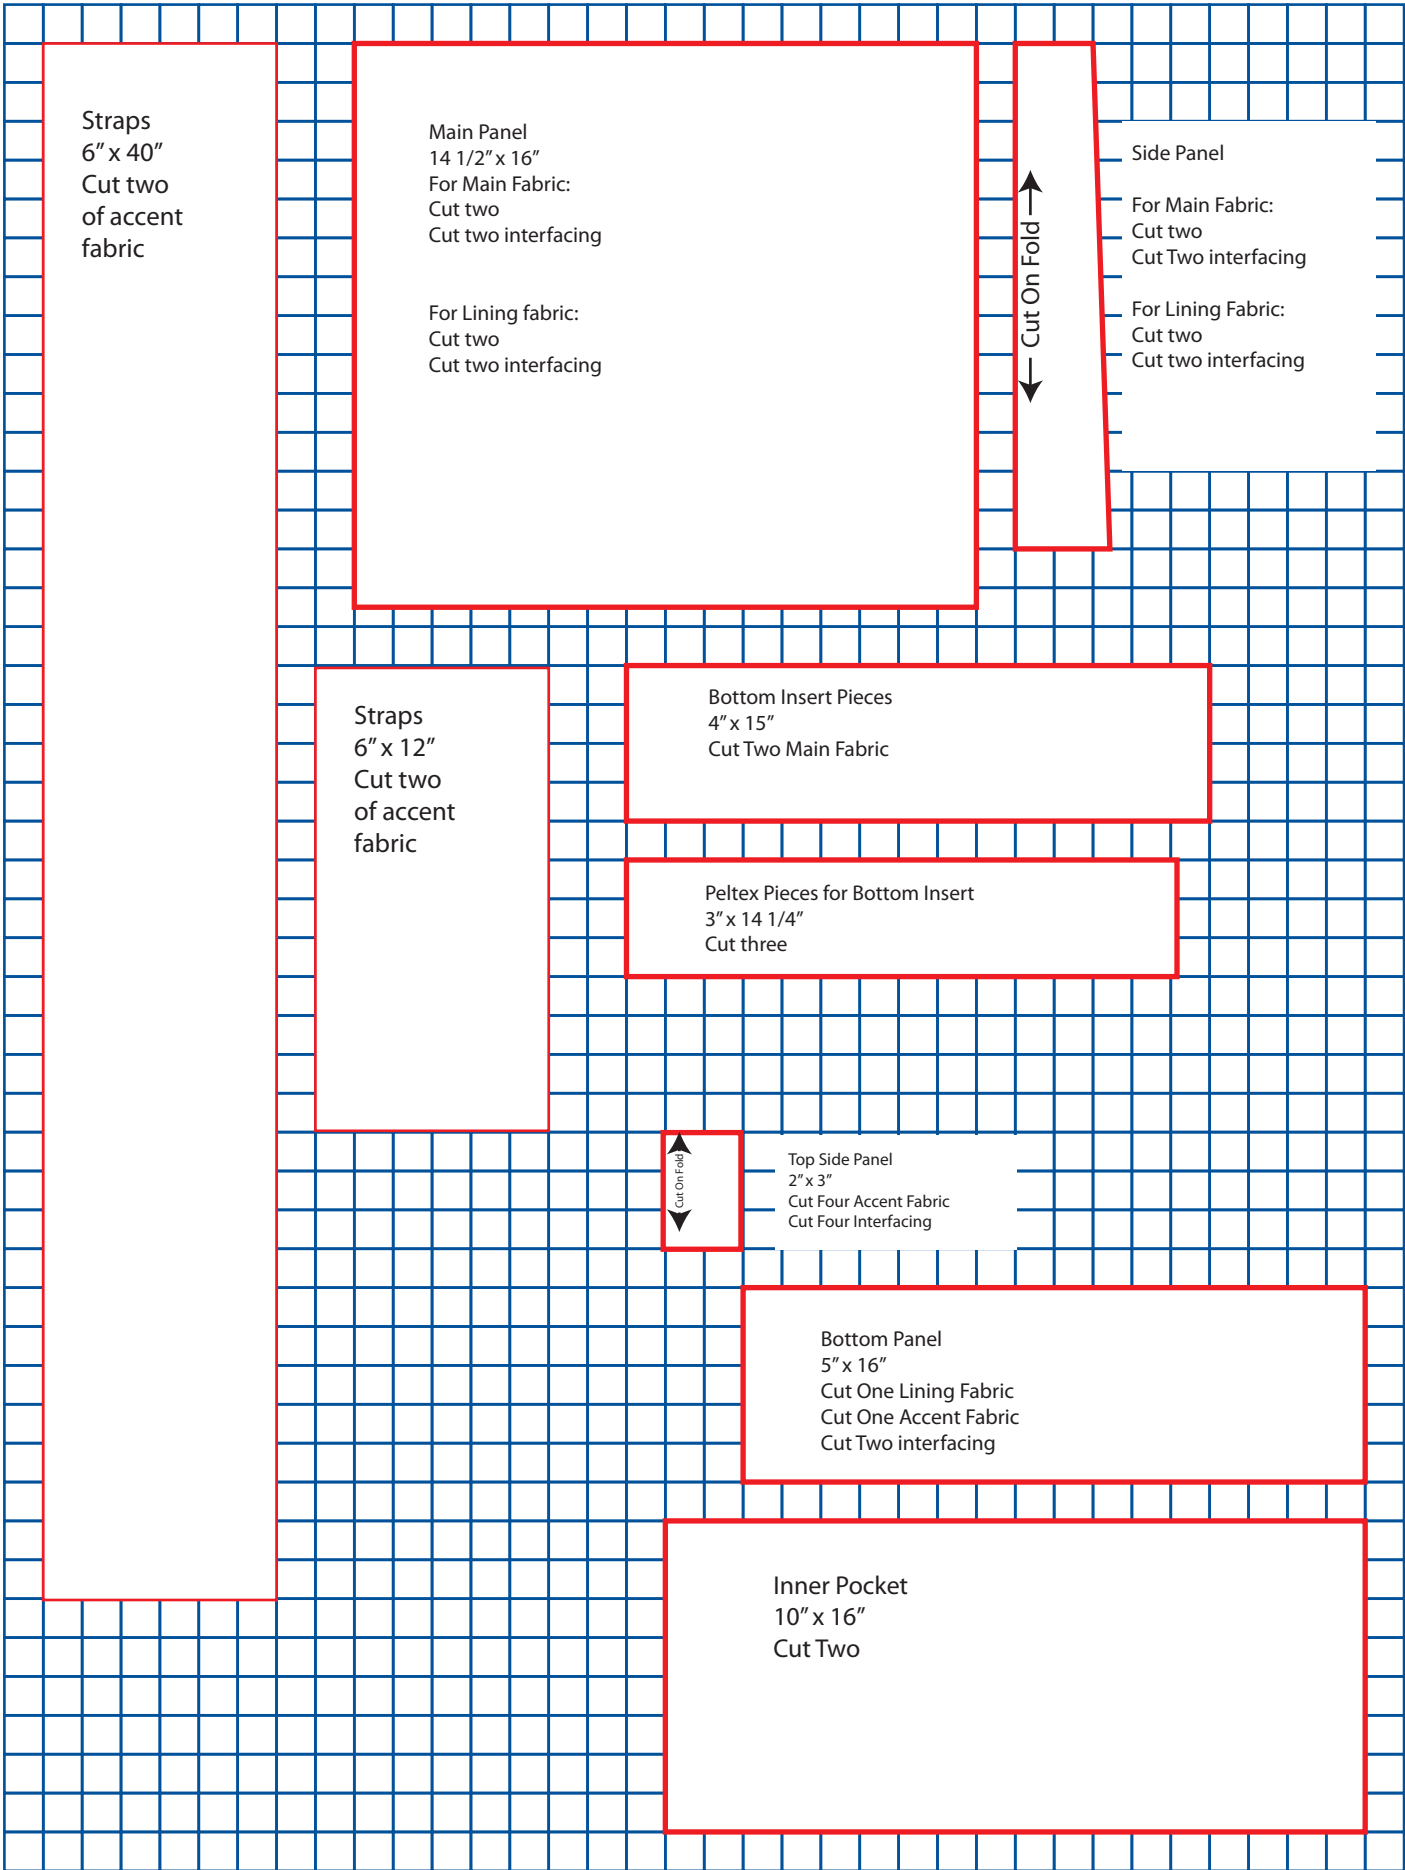 Straps
6” x 40”
Cut two
of accent
fabric
Main Panel
14 1/2” x 16”
For Main Fabric:
Cut two
Cut two interfacing
For Lining fabric:
Cut two
Cut two interfacing
Cut On Fold
Side Panel
For Main Fabric:
Cut two
Cut Two interfacing
For Lining Fabric:
Cut two
Cut two interfacing
Straps
6” x 12”
Cut two
of accent
fabric
Bottom Insert Pieces
4” x 15”
Cut Two Main Fabric
Peltex Pieces for Bottom Insert
3” x 14 1/4”
Cut three
Cut On Fold
Top Side Panel
2” x 3”
Cut Four Accent Fabric
Cut Four Interfacing
Bottom Panel
5” x 16”
Cut One Lining Fabric
Cut One Accent Fabric
Cut Two interfacing
Inner Pocket
10” x 16”
Cut Two